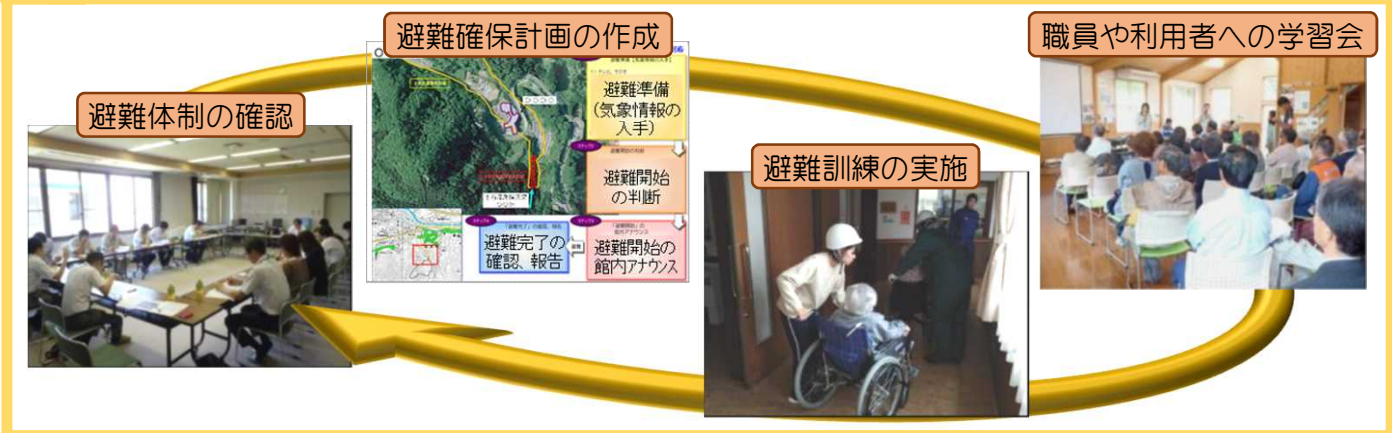 避難確保計画の作成
職員や利用者への学習会
避難体制の確認
避難訓練の実施
避難準備
(気象情報の
入手)
避難開始
の判断
避難開始の
館内アナウンス
避難完了の
確認、報告